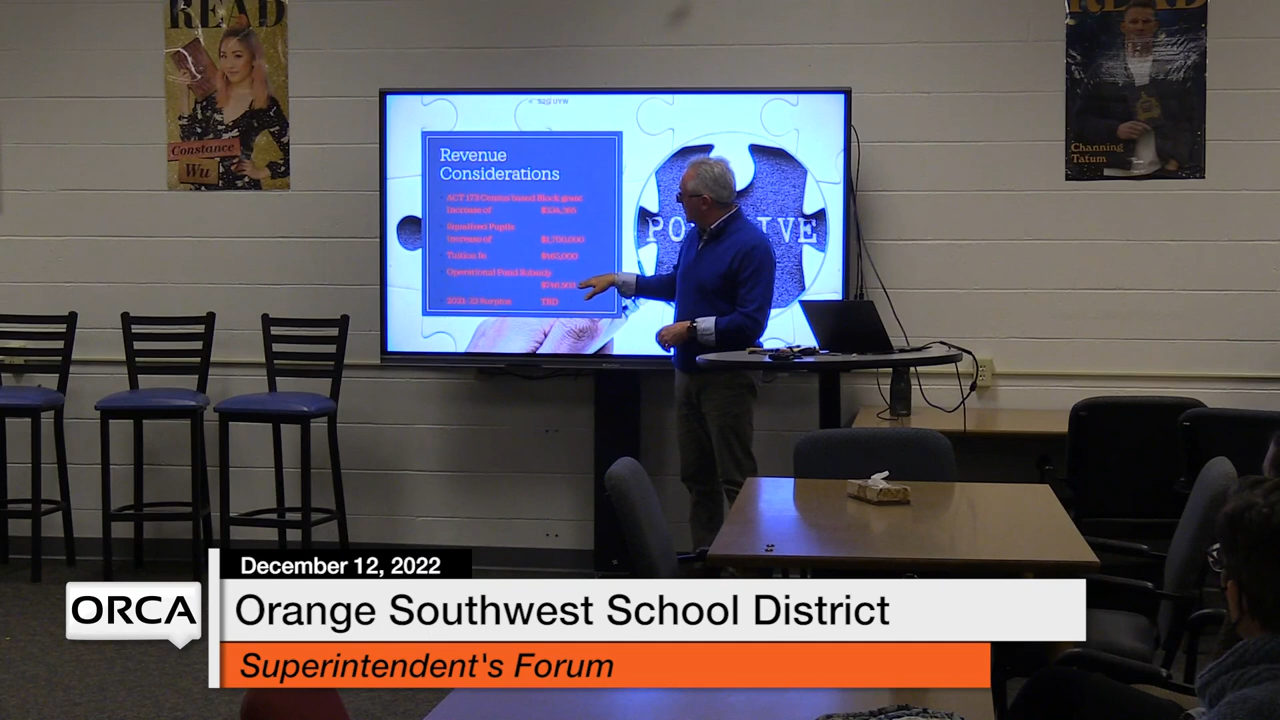 READ
Constance
Wu
READ
Channing
Tatum
Revenue
Considerations
ACT 173 Census based Block grant
Increase of
Equalized Pupils
Increase of $1,750,000
Tuition In $465,000
Operational Fund Subsidy
2021-22 Surplus TBD
December 12, 2022
ORCA
Orange Southwest School District
Superintendent's Forum